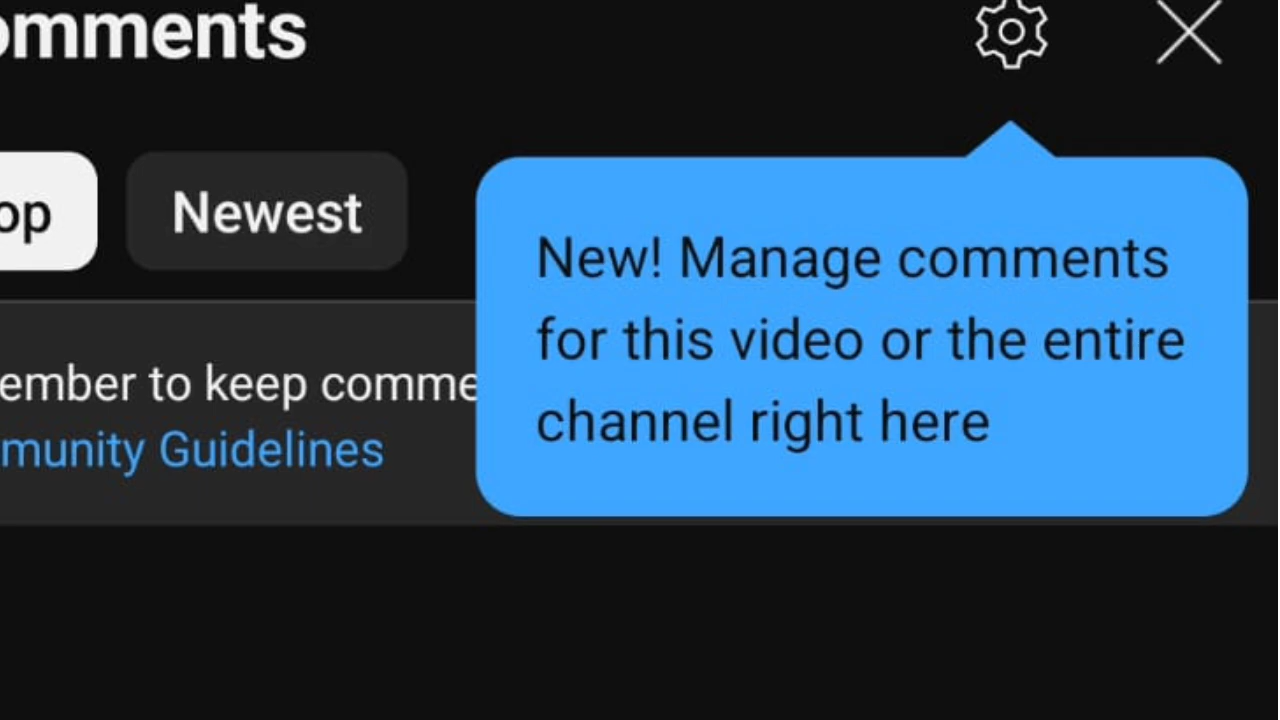 omments
op
Newest
New! Manage comments
for this video or the entire
channel right here
ember to keep comme
munity Guidelines